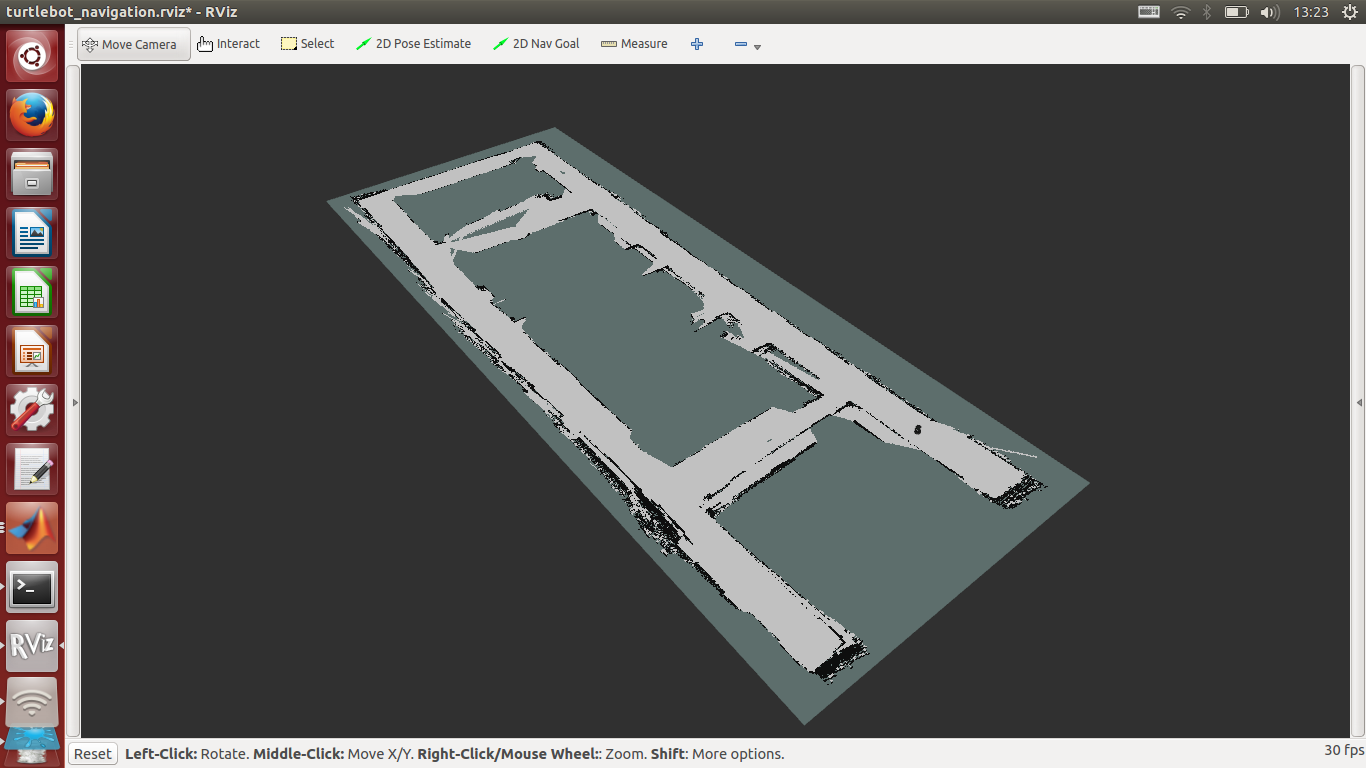 turtlebot_navigation.rviz* - RViz
13:23
Move Camera Interact Select 2D Pose Estimate 2D Nav Goal Measure
RViz
Reset Left-Click: Rotate. Middle-Click: Move X/Y. Right-Click/Mouse Wheel:: Zoom. Shift: More options.
30 fps